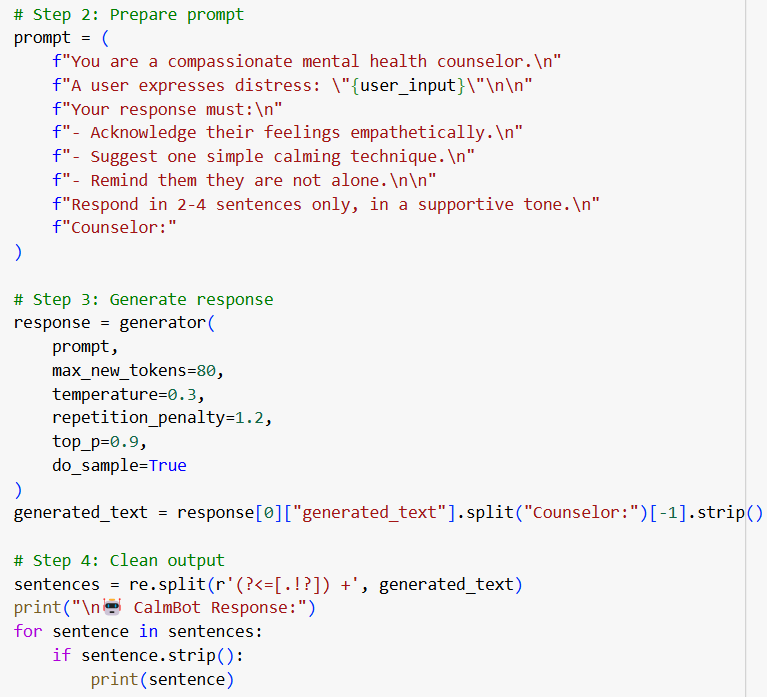 # Step 2: Prepare prompt
prompt = (
    f"You are a compassionate mental health counselor.\n"
    f"A user expresses distress: \"{user_input}\"\n\n"
    f"Your response must:\n"
    f"- Acknowledge their feelings empathetically.\n"
    f"- Suggest one simple calming technique.\n"
    f"- Remind them they are not alone.\n\n"
    f"Respond in 2-4 sentences only, in a supportive tone.\n"
    f"Counselor:"
)

# Step 3: Generate response
response = generator(
    prompt,
    max_new_tokens=80,
    temperature=0.3,
    repetition_penalty=1.2,
    top_p=0.9,
    do_sample=True
)
generated_text = response[0]["generated_text"].split("Counselor:")[-1].strip()

# Step 4: Clean output
sentences = re.split(r'(?<=[.!?]) +', generated_text)
print("\n🤖 CalmBot Response:")
for sentence in sentences:
    if sentence.strip():
        print(sentence)